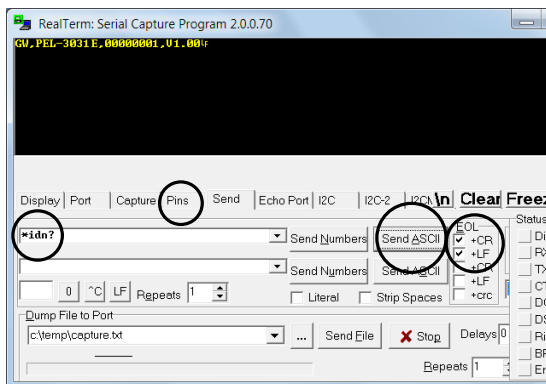 RealTerm: Serial Capture Program 2.0.0.70
GW,PEL-3031E,00000001,V1.00LF
Display Port Capture Pins Send Echo Port I2C I2C-2 \n Clear Freez
*idn? Send Numbers Send ASCII EOL
+CR
+LF
Send Numbers Send ASCII +CR
+LF
+crc
0 ^C LF Repeats 1 Literal Strip Spaces
Status
Dump File to Port
c:\temp\capture.txt ... Send File Stop Delays 0
Repeats 1